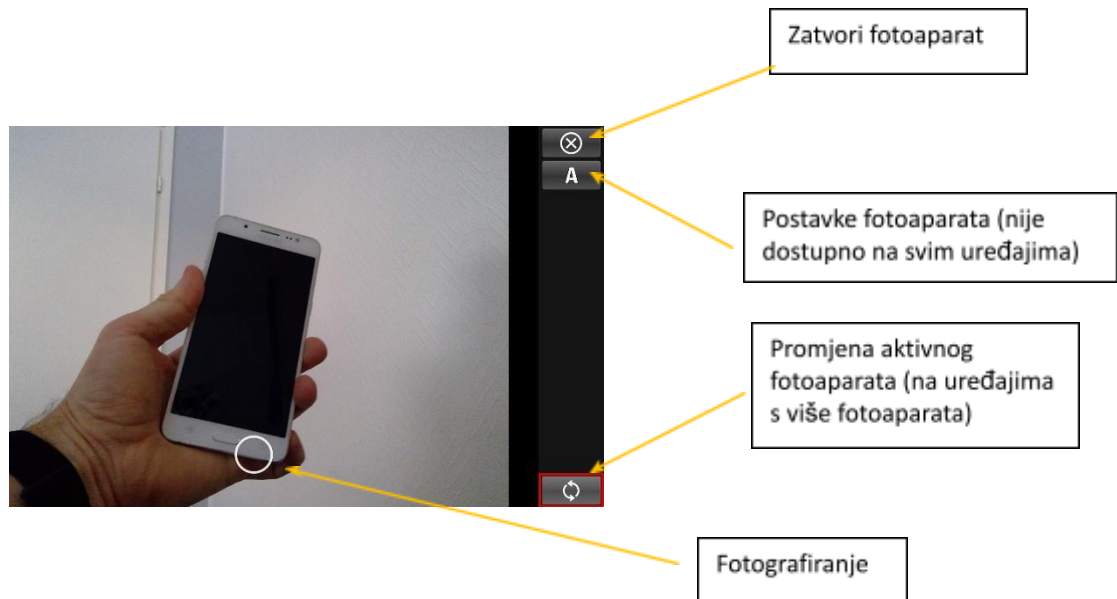 Zatvori fotoaparat
A
Postavke fotoaparata (nije
dostupno na svim uređajima)
Promjena aktivnog
fotoaparata (na uređajima
s više fotoaparata)
Fotografiranje